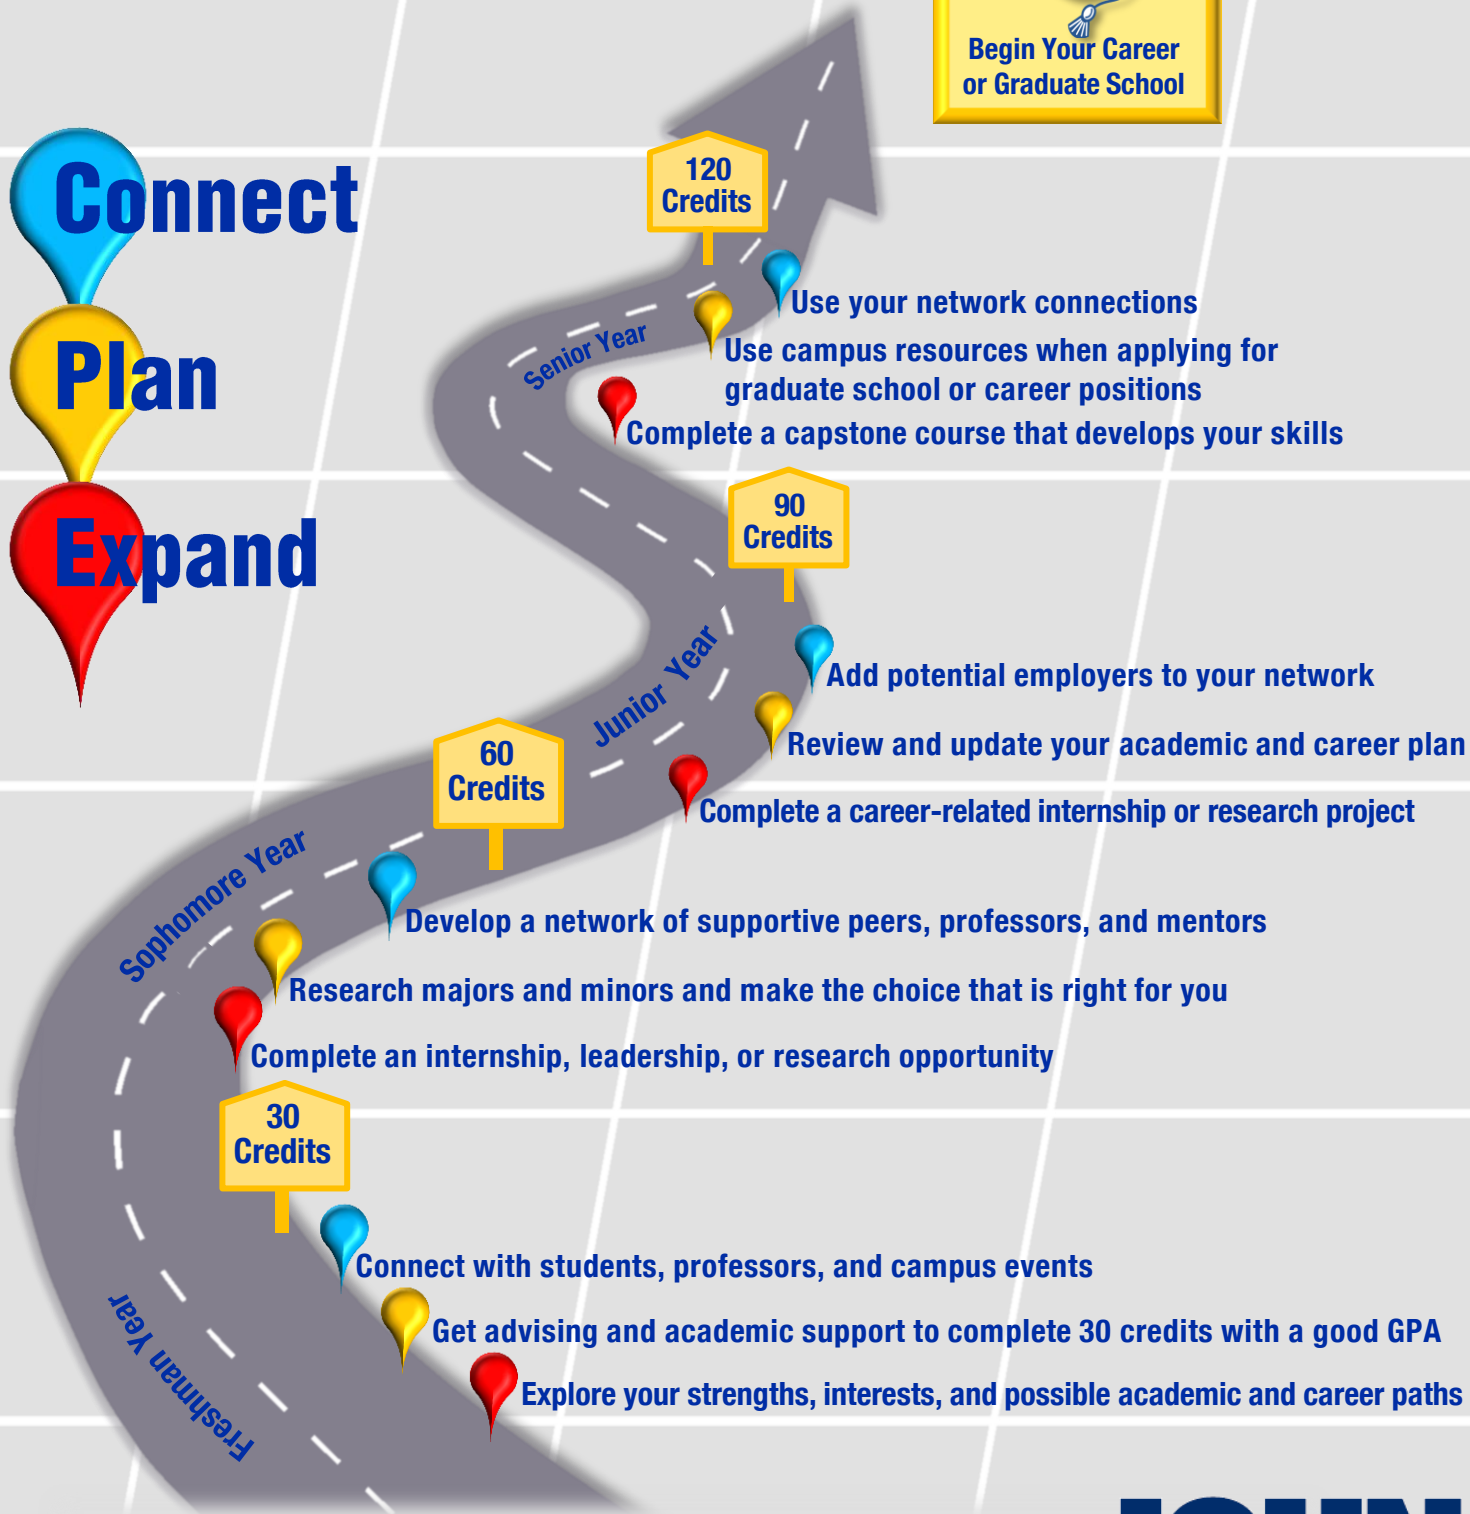 Begin Your Career
or Graduate School
Connect
Plan
Expand
120
Credits
Use your network connections
Senior Year
Use campus resources when applying for
graduate school or career positions
Complete a capstone course that develops your skills
90
Credits
Junior Year
Add potential employers to your network
Review and update your academic and career plan
60
Credits
Complete a career-related internship or research project
Sophomore Year
Develop a network of supportive peers, professors, and mentors
Research majors and minors and make the choice that is right for you
Complete an internship, leadership, or research opportunity
30
Credits
Connect with students, professors, and campus events
Freshman Year
Get advising and academic support to complete 30 credits with a good GPA
Explore your strengths, interests, and possible academic and career paths